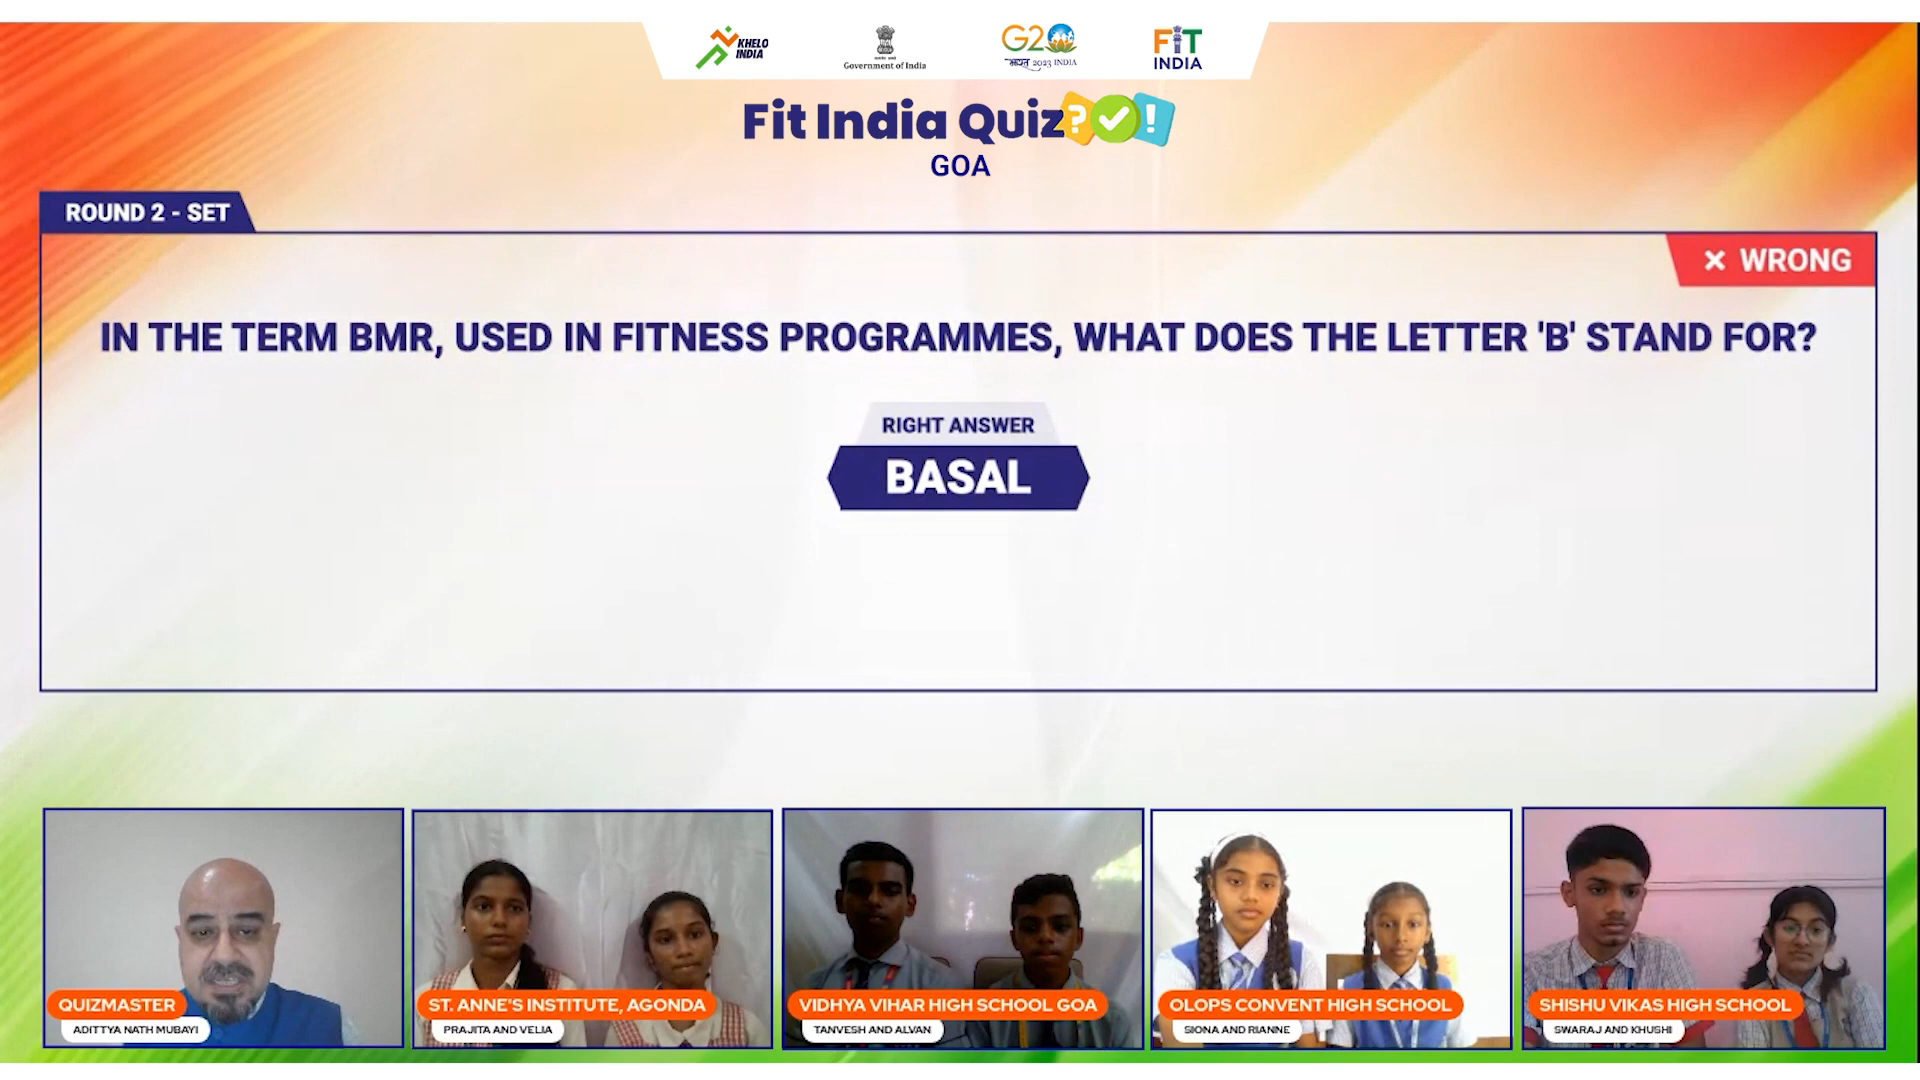 KHELO
INDIA
Government of India
G20
भारत 2023 INDIA
FIT
INDIA
Fit India Quiz?!
GOA
ROUND 2 - SET
× WRONG
IN THE TERM BMR, USED IN FITNESS PROGRAMMES, WHAT DOES THE LETTER 'B' STAND FOR?
RIGHT ANSWER
BASAL
QUIZMASTER
ADITTYA NATH MUBAYI
ST. ANNE'S INSTITUTE, AGONDA
PRAJITA AND VELIA
VIDHYA VIHAR HIGH SCHOOL GOA
TANVESH AND ALVAN
OLOPS CONVENT HIGH SCHOOL
SIONA AND RIANNE
SHISHU VIKAS HIGH SCHOOL
SWARAJ AND KHUSHI